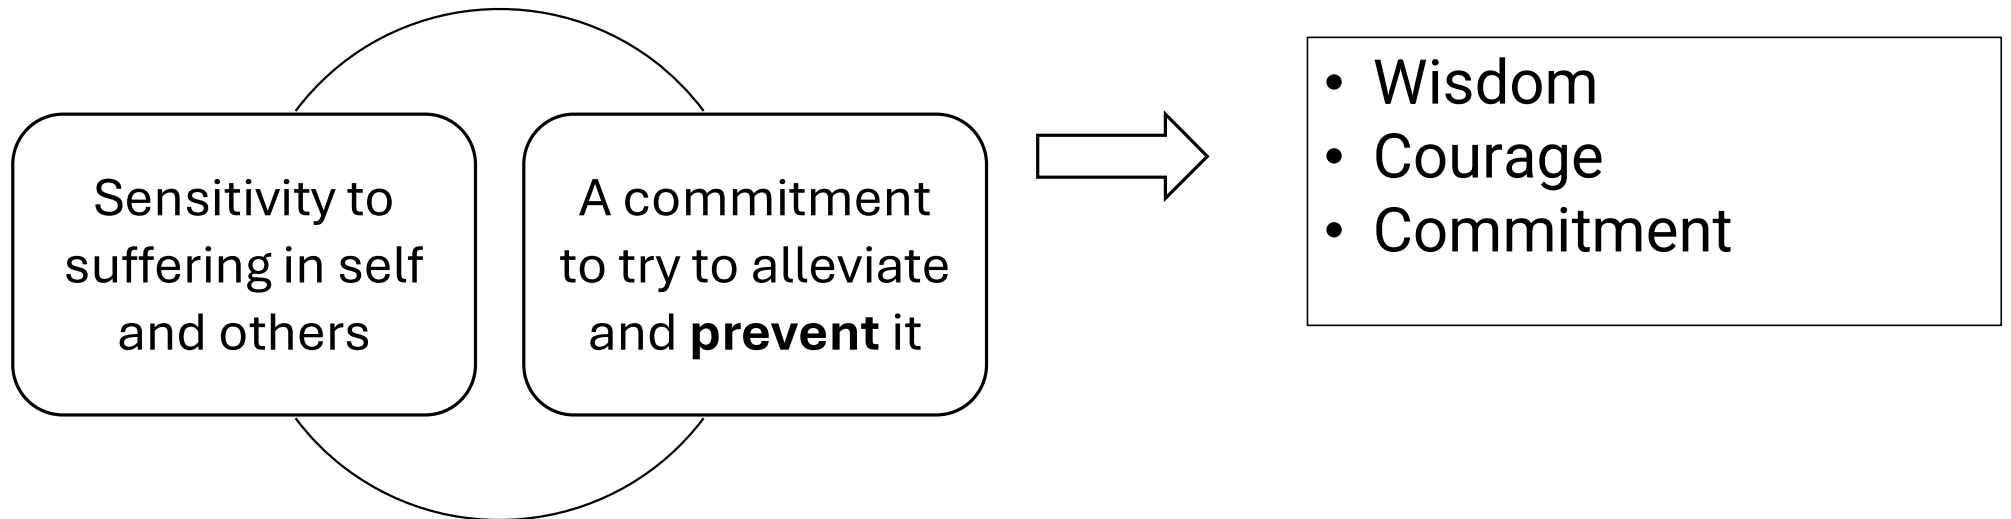 Sensitivity to
suffering in self
and others
A commitment
to try to alleviate
and prevent it
• Wisdom
• Courage
• Commitment